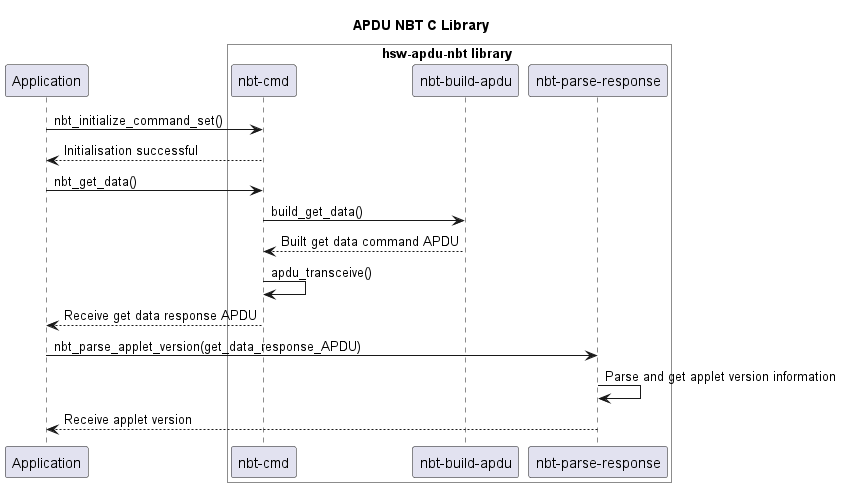 APDU NBT C Library
hsw-apdu-nbt library
Application
nbt-cmd
nbt-build-apdu
nbt-parse-response
nbt_initialize_command_set()
Initialisation successful
nbt_get_data()
build_get_data()
Built get data command APDU
apdu_transceive()
Receive get data response APDU
nbt_parse_applet_version(get_data_response_APDU)
Parse and get applet version information
Receive applet version
Application
nbt-cmd
nbt-build-apdu
nbt-parse-response